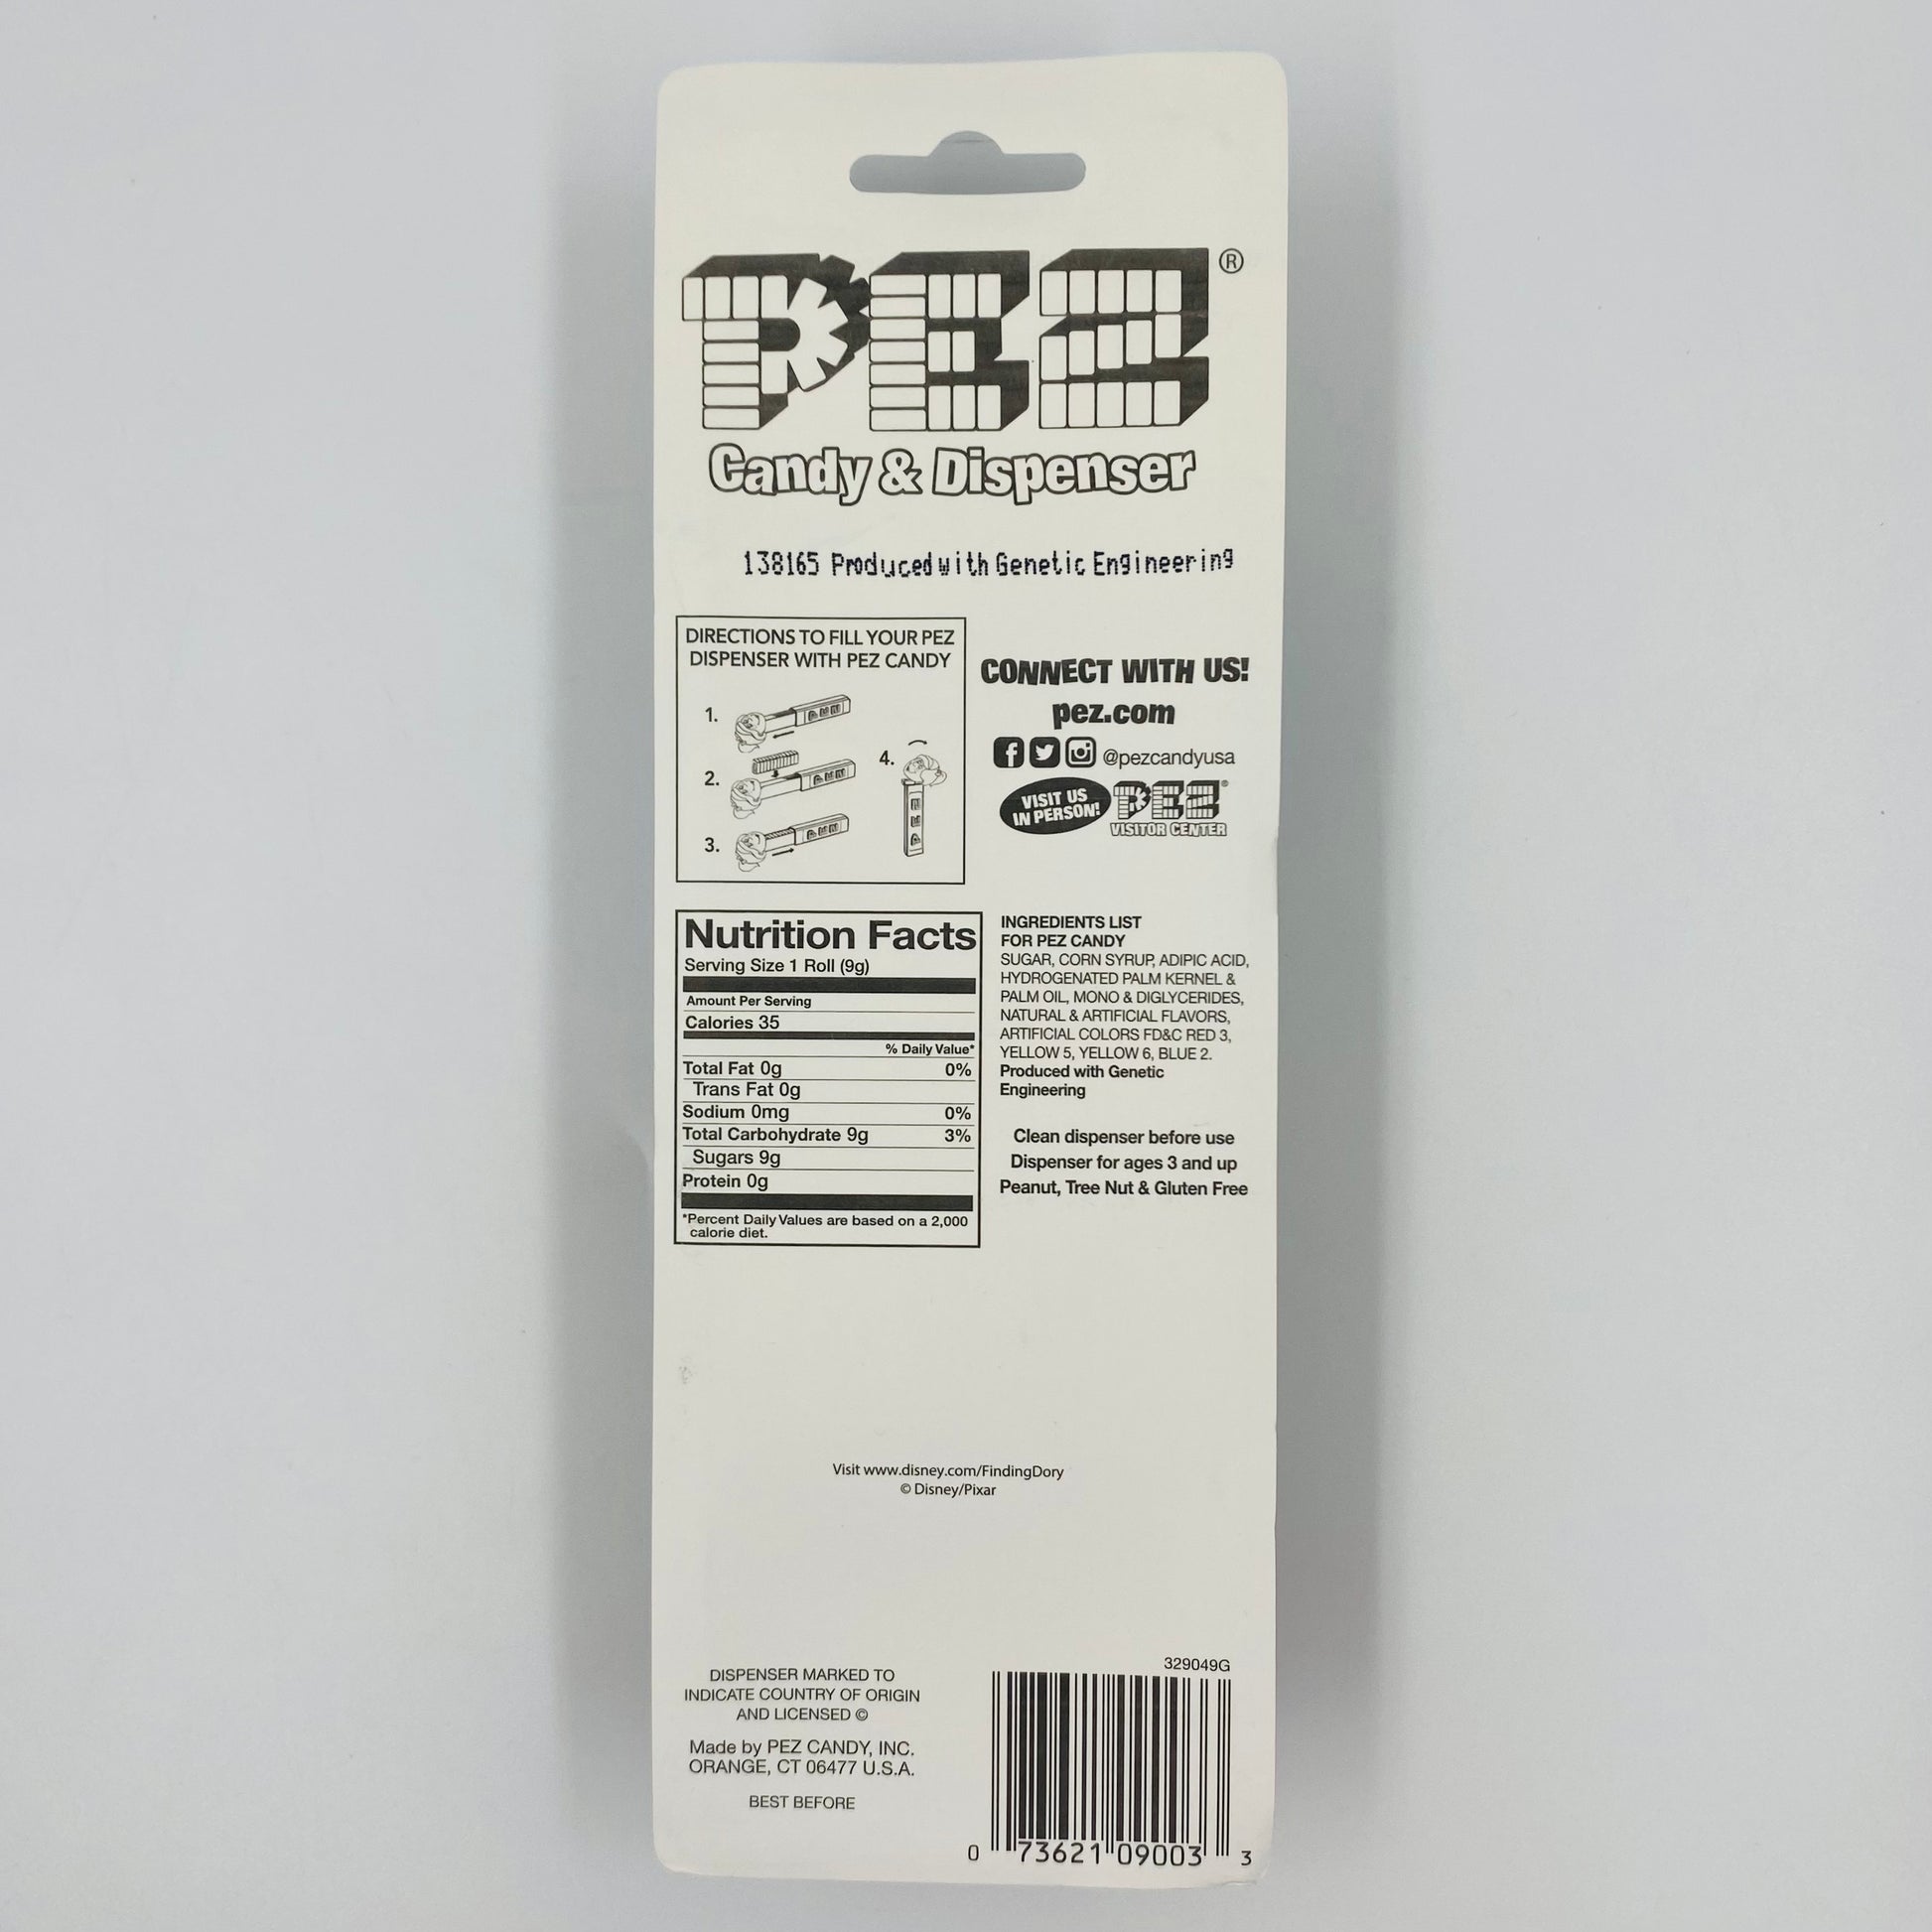 PEZ®
Candy & Dispenser
138165 Produced with Genetic Engineering
DIRECTIONS TO FILL YOUR PEZ
DISPENSER WITH PEZ CANDY
1.
2.
3.
4.
CONNECT WITH US!
pez.com
@pezcandyusa
VISIT US
IN PERSON!
PEZ®
VISITOR CENTER
Nutrition Facts
Serving Size 1 Roll (9g)
Amount Per Serving
Calories 35
% Daily Value*
Total Fat 0g 0%
Trans Fat 0g
Sodium 0mg 0%
Total Carbohydrate 9g 3%
Sugars 9g
Protein 0g
*Percent Daily Values are based on a 2,000
calorie diet.
INGREDIENTS LIST
FOR PEZ CANDY
SUGAR, CORN SYRUP, ADIPIC ACID,
HYDROGENATED PALM KERNEL &
PALM OIL, MONO & DIGLYCERIDES,
NATURAL & ARTIFICIAL FLAVORS,
ARTIFICIAL COLORS FD&C RED 3,
YELLOW 5, YELLOW 6, BLUE 2.
Produced with Genetic
Engineering
Clean dispenser before use
Dispenser for ages 3 and up
Peanut, Tree Nut & Gluten Free
Visit www.disney.com/FindingDory
© Disney/Pixar
DISPENSER MARKED TO
INDICATE COUNTRY OF ORIGIN
AND LICENSED ©
Made by PEZ CANDY, INC.
ORANGE, CT 06477 U.S.A.
BEST BEFORE
329049G
0 73621 09003 3